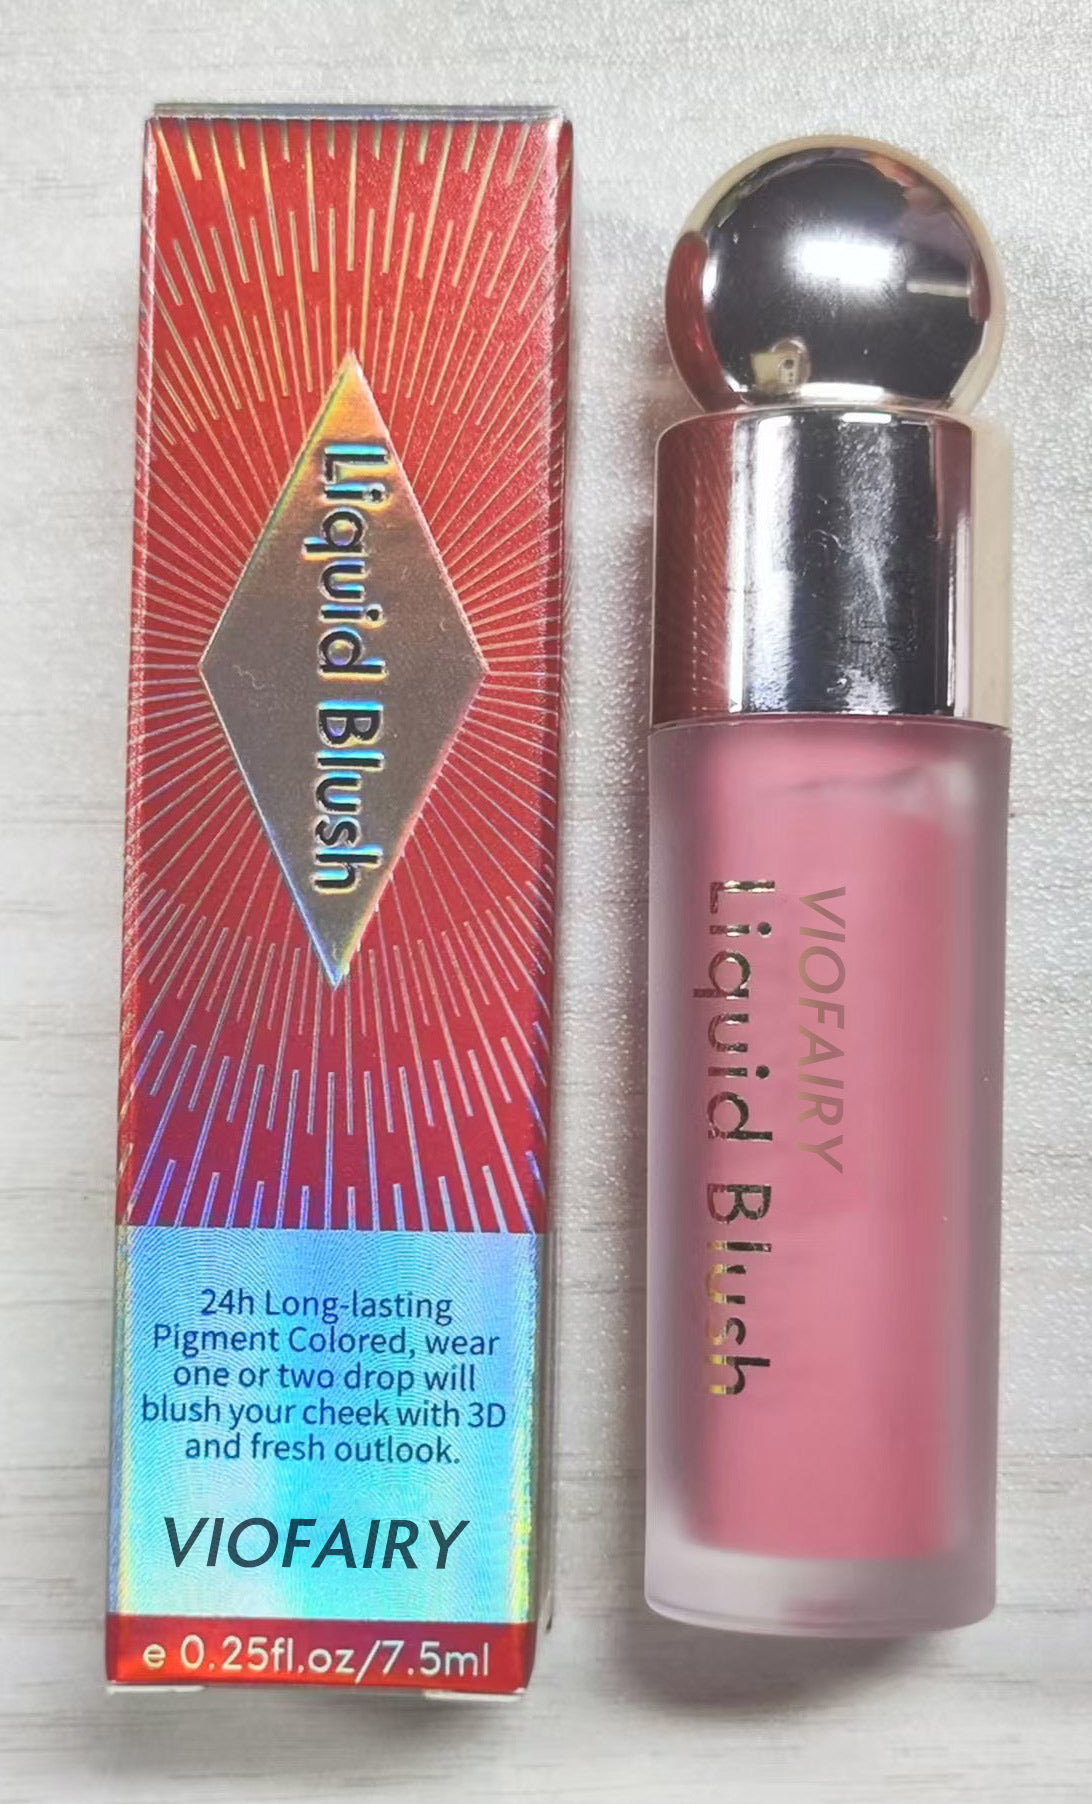 Liquid Blush
24h Long-lasting
Pigment Colored, wear
one or two drop will
blush your cheek with 3D
and fresh outlook.
VIOFAIRY
e 0.25fl.oz/7.5ml
VIOFAIRY
Liquid Blush